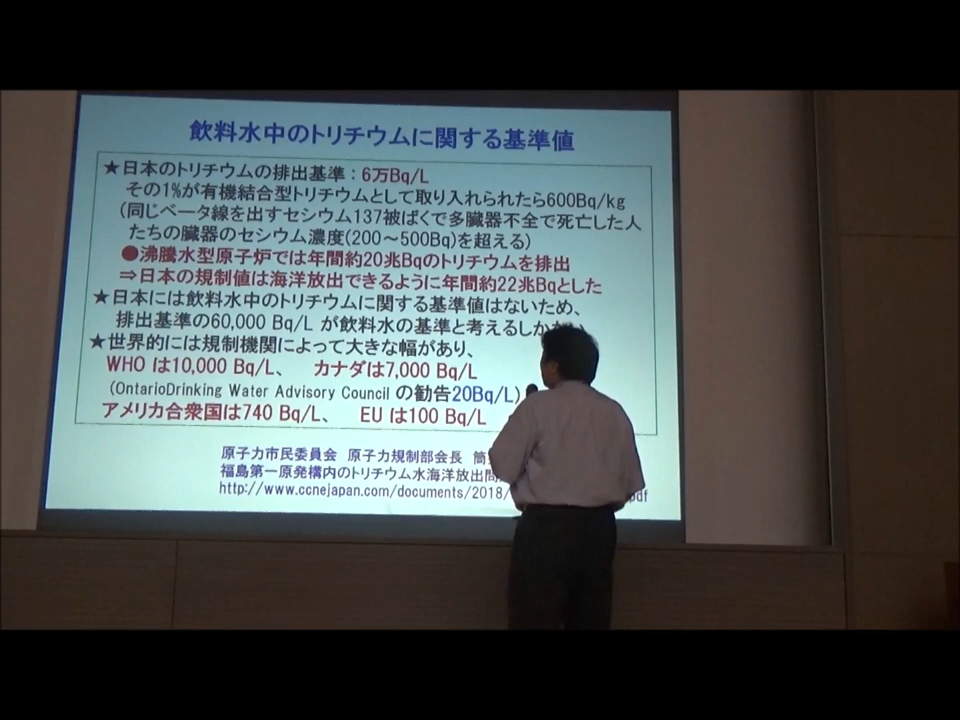 飲料水中のトリチウムに関する基準値
★日本のトリチウムの排出基準：6万Bq/L
その1%が有機結合型トリチウムとして取り入れられたら600Bq/kg
(同じベータ線を出すセシウム137被ばくで多臓器不全で死亡した人
たちの臓器のセシウム濃度(200～500Bq)を超える)
●沸騰水型原子炉では年間約20兆Bqのトリチウムを排出
⇒日本の規制値は海洋放出できるように年間約22兆Bqとした
★日本には飲料水中のトリチウムに関する基準値はないため、
排出基準の60,000 Bq/L が飲料水の基準と考えるしか
★世界的には規制機関によって大きな幅があり、
WHO は10,000 Bq/L、 カナダは7,000 Bq/L
(OntarioDrinking Water Advisory Council の勧告20Bq/L)
アメリカ合衆国は740 Bq/L、 EU は100 Bq/L
原子力市民委員会 原子力規制部会長 筒
福島第一原発構内のトリチウム水海洋放出問
http://www.ccnejapan.com/documents/2018/ pdf